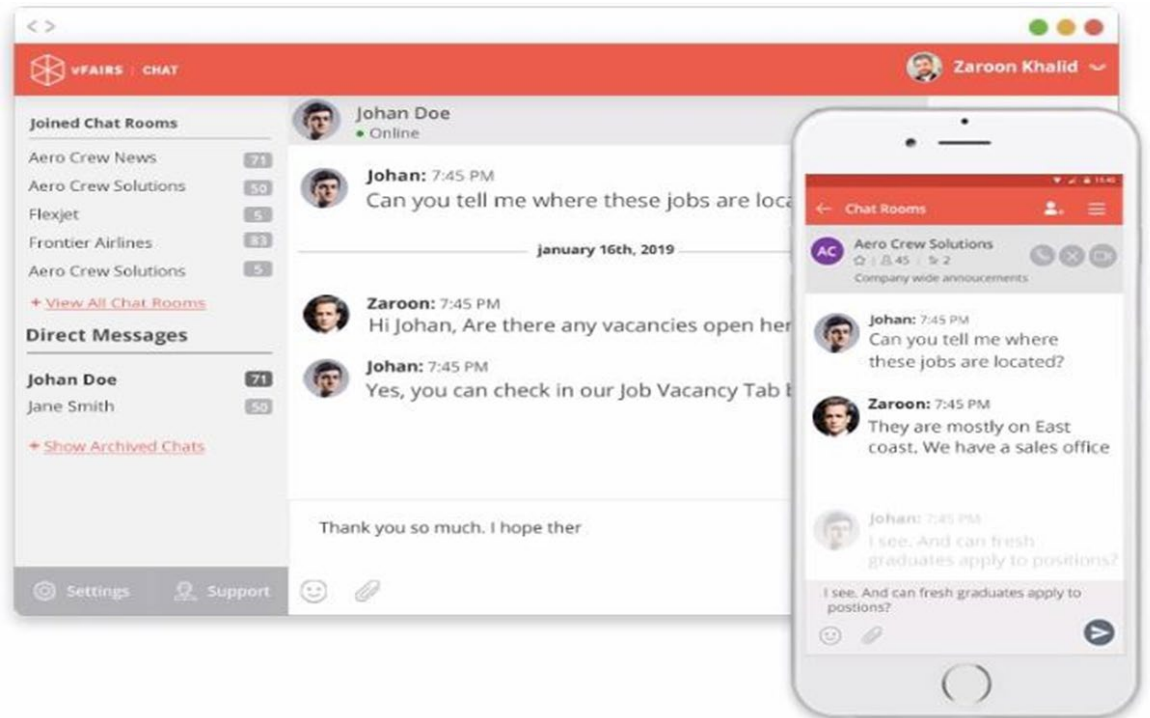 < >
vFAIRS | CHAT
Zaroon Khalid
Joined Chat Rooms
Aero Crew News 71
Aero Crew Solutions 50
Flexjet 5
Frontier Airlines 83
Aero Crew Solutions 5
+ View All Chat Rooms
Direct Messages
Johan Doe 71
Jane Smith 50
+ Show Archived Chats
Settings Support
Johan Doe
• Online
Johan: 7:45 PM
Can you tell me where these jobs are loca
january 16th, 2019
Zaroon: 7:45 PM
Hi Johan, Are there any vacancies open her
Johan: 7:45 PM
Yes, you can check in our Job Vacancy Tab b
Thank you so much. I hope ther
Chat Rooms
AC
Aero Crew Solutions
45 | 2
Company wide annoucements
Johan: 7:45 PM
Can you tell me where
these jobs are located?
Zaroon: 7:45 PM
They are mostly on East
coast. We have a sales office
Johan: 7:45 PM
I see. And can fresh
graduates apply to positions?
I see. And can fresh graduates apply to
postions?